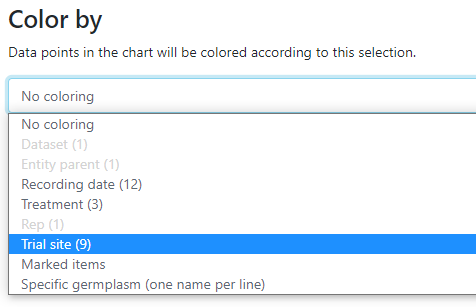 Color by
Data points in the chart will be colored according to this selection.
No coloring
No coloring
Dataset (1)
Entity parent (1)
Recording date (12)
Treatment (3)
Rep (1)
Trial site (9)
Marked items
Specific germplasm (one name per line)